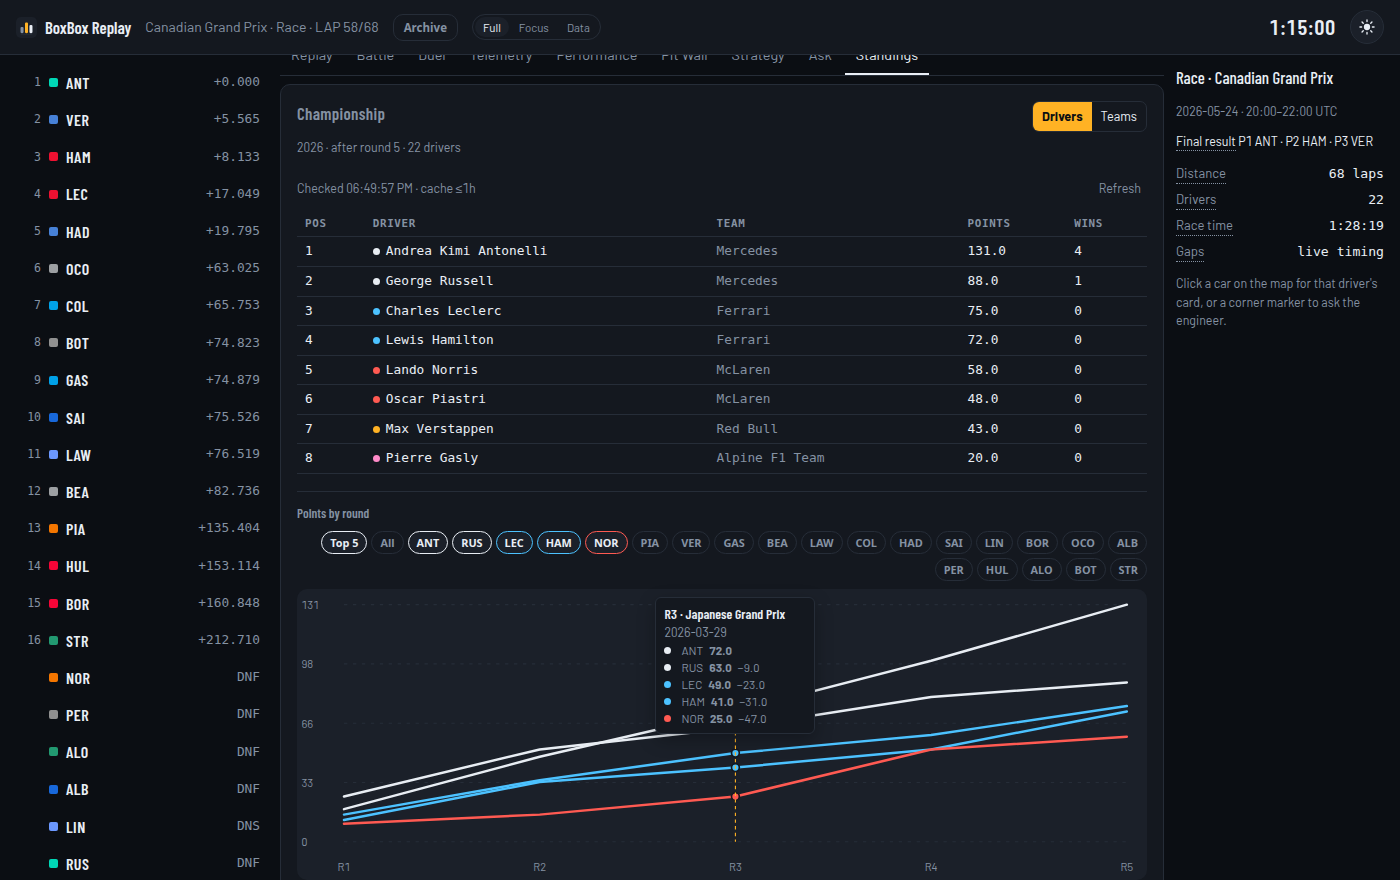 BoxBox Replay Canadian Grand Prix · Race · LAP 58/68 Archive Full Focus Data 1:15:00
Replay Battle Duel Telemetry Performance Pit Wall Strategy Ask Standings
1 ANT +0.000
2 VER +5.565
3 HAM +8.133
4 LEC +17.049
5 HAD +19.795
6 OCO +63.025
7 COL +65.753
8 BOT +74.823
9 GAS +74.879
10 SAI +75.526
11 LAW +76.519
12 BEA +82.736
13 PIA +135.404
14 HUL +153.114
15 BOR +160.848
16 STR +212.710
NOR DNF
PER DNF
ALO DNF
ALB DNF
LIN DNS
RUS DNF
Championship
Drivers Teams
2026 · after round 5 · 22 drivers
Checked 06:49:57 PM · cache ≤1h Refresh
POS DRIVER TEAM POINTS WINS
1 Andrea Kimi Antonelli Mercedes 131.0 4
2 George Russell Mercedes 88.0 1
3 Charles Leclerc Ferrari 75.0 0
4 Lewis Hamilton Ferrari 72.0 0
5 Lando Norris McLaren 58.0 0
6 Oscar Piastri McLaren 48.0 0
7 Max Verstappen Red Bull 43.0 0
8 Pierre Gasly Alpine F1 Team 20.0 0
Points by round
Top 5 All ANT RUS LEC HAM NOR PIA VER GAS BEA LAW COL HAD SAI LIN BOR OCO ALB
PER HUL ALO BOT STR
131
98
66
33
0
R3 · Japanese Grand Prix
2026-03-29
ANT 72.0
RUS 63.0 −9.0
LEC 49.0 −23.0
HAM 41.0 −31.0
NOR 25.0 −47.0
R1 R2 R3 R4 R5
Race · Canadian Grand Prix
2026-05-24 · 20:00–22:00 UTC
Final result P1 ANT · P2 HAM · P3 VER
Distance 68 laps
Drivers 22
Race time 1:28:19
Gaps live timing
Click a car on the map for that driver's
card, or a corner marker to ask the
engineer.